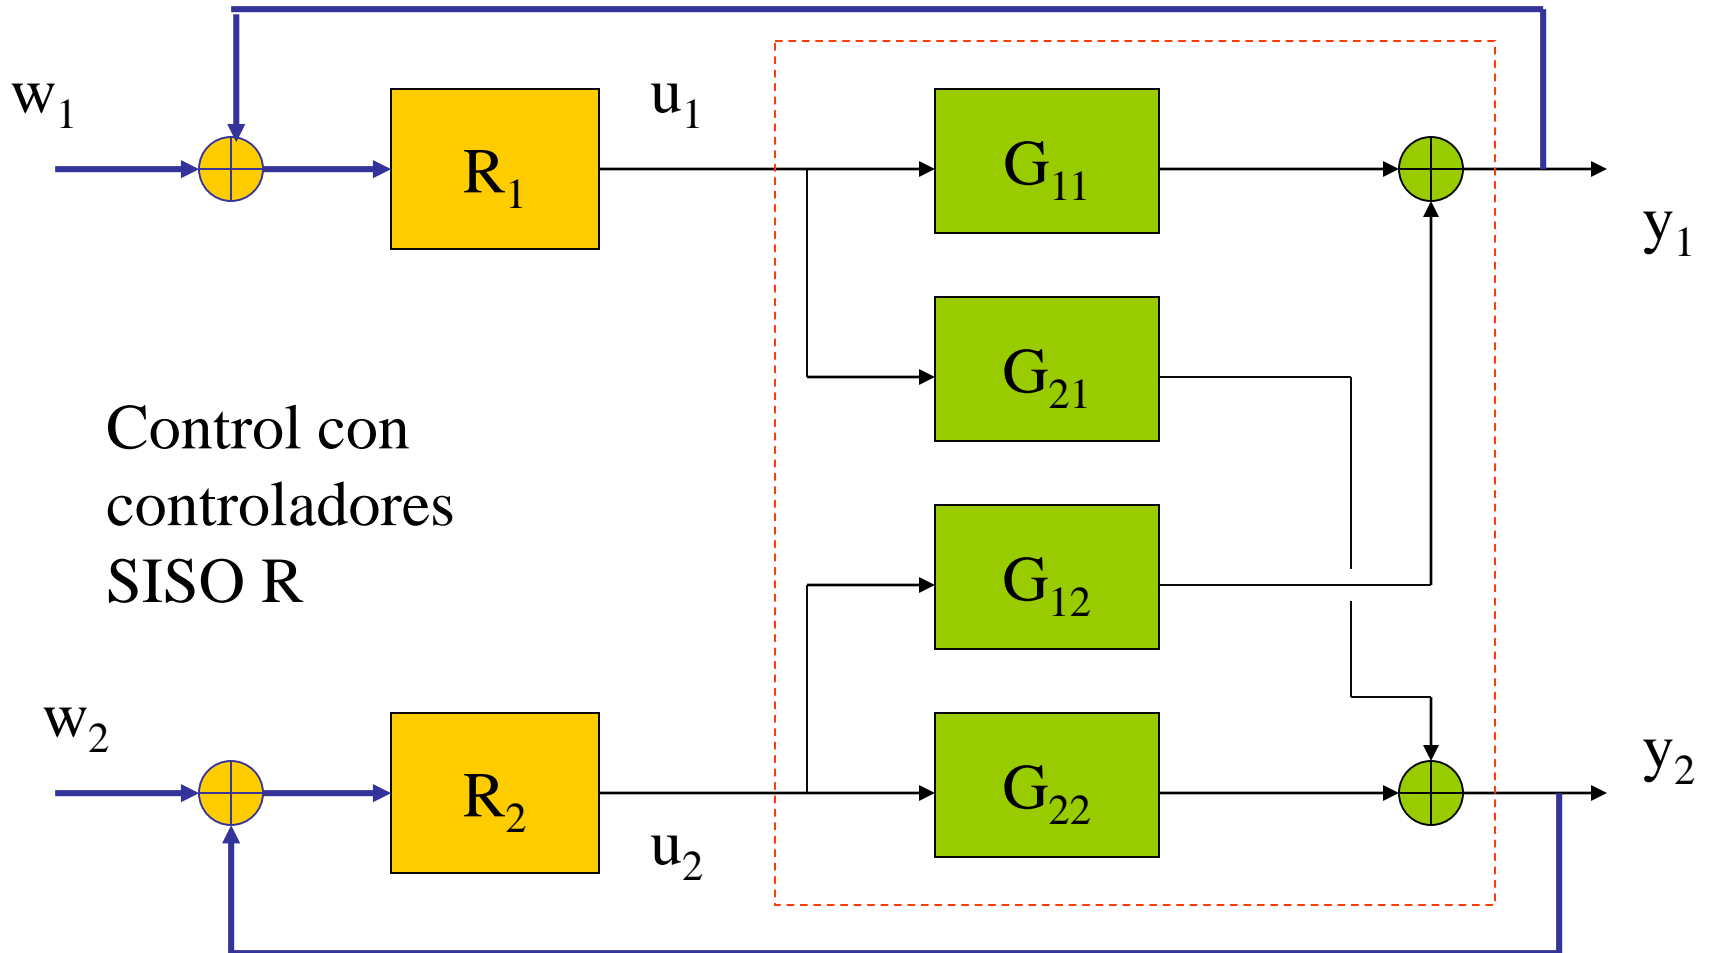 w₁
u₁
R₁
G₁₁
y₁
G₂₁
Control con
controladores
SISO R
G₁₂
w₂
R₂
G₂₂
y₂
u₂